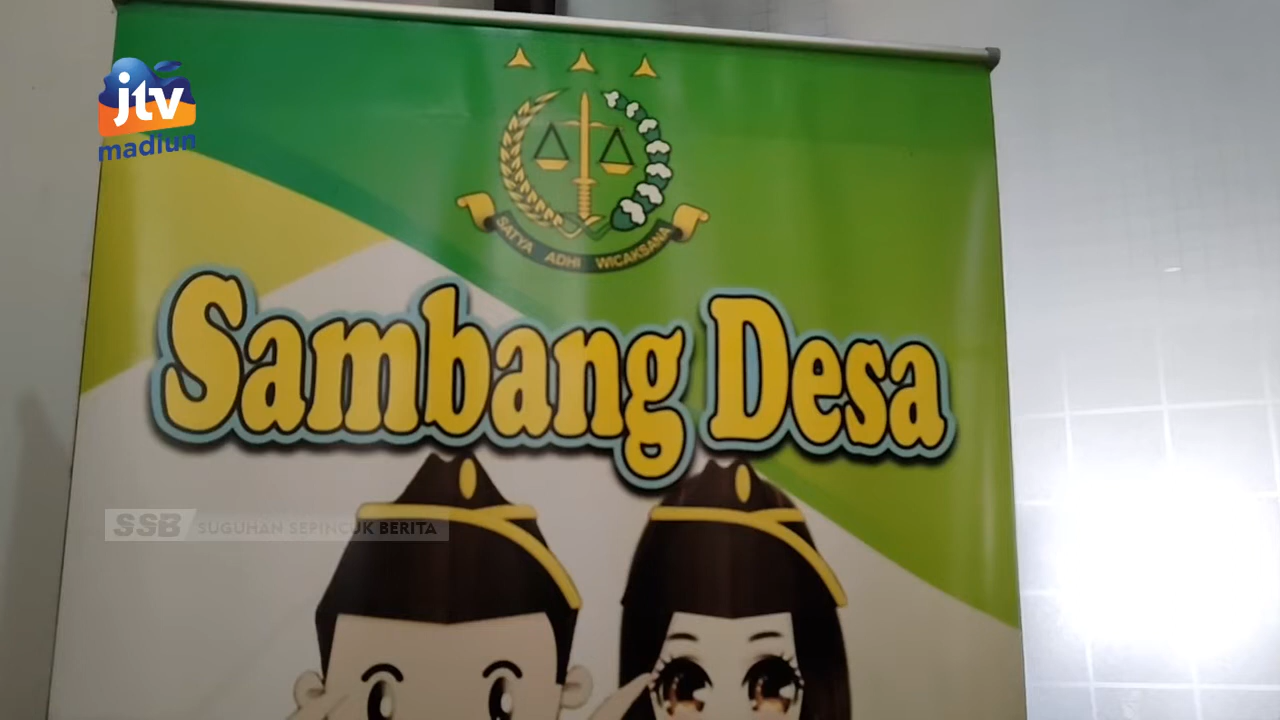 jtv
madiun
SATYA ADHI WICAKSANA
Sambang Desa
SSB SUGUHAN SEPINCUK BERITA